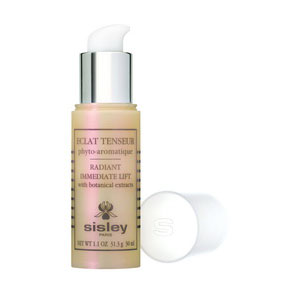 ECLAT TENSEUR
phyto-aromatique
RADIANT
IMMEDIATE LIFT
with botanical extracts
sisley
PARIS
NET WT 1.1 OZ 31.3 g 30 ml
S